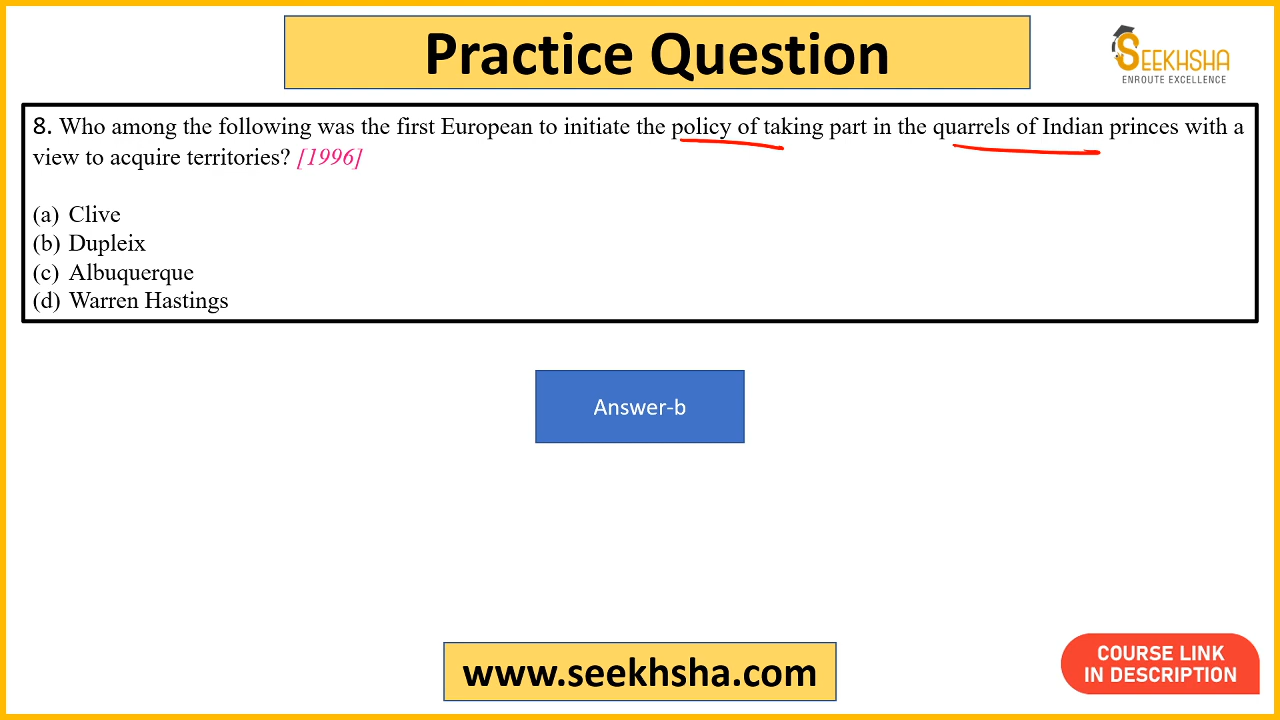 Practice Question
SEEKHSHA
ENROUTE EXCELLENCE
8. Who among the following was the first European to initiate the policy of taking part in the quarrels of Indian princes with a
view to acquire territories? [1996]
(a) Clive
(b) Dupleix
(c) Albuquerque
(d) Warren Hastings
Answer-b
www.seekhsha.com
COURSE LINK
IN DESCRIPTION